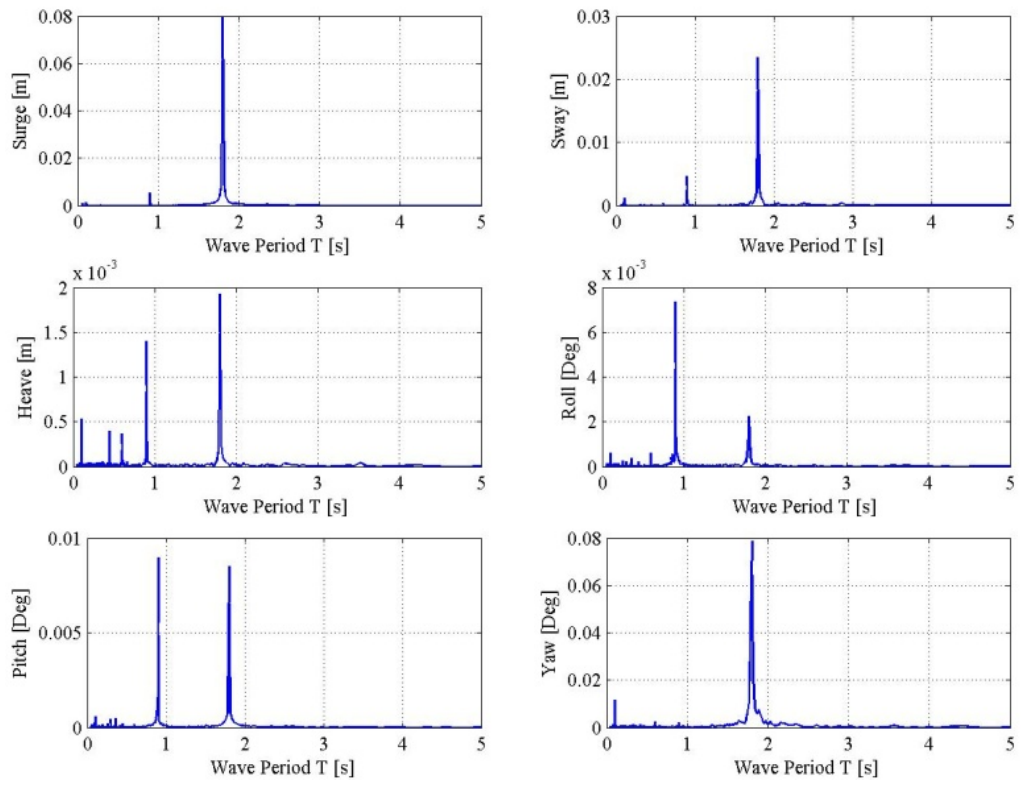 0.08
0.06
0.04
0.02
0
Surge [m]
0 1 2 3 4 5
Wave Period T [s]
0.03
0.02
0.01
0
Sway [m]
0 1 2 3 4 5
Wave Period T [s]
x 10⁻³
2
1.5
1
0.5
0
Heave [m]
0 1 2 3 4 5
Wave Period T [s]
x 10⁻³
8
6
4
2
0
Roll [Deg]
0 1 2 3 4 5
Wave Period T [s]
0.01
0.005
0
Pitch [Deg]
0 1 2 3 4 5
Wave Period T [s]
0.08
0.06
0.04
0.02
0
Yaw [Deg]
0 1 2 3 4 5
Wave Period T [s]